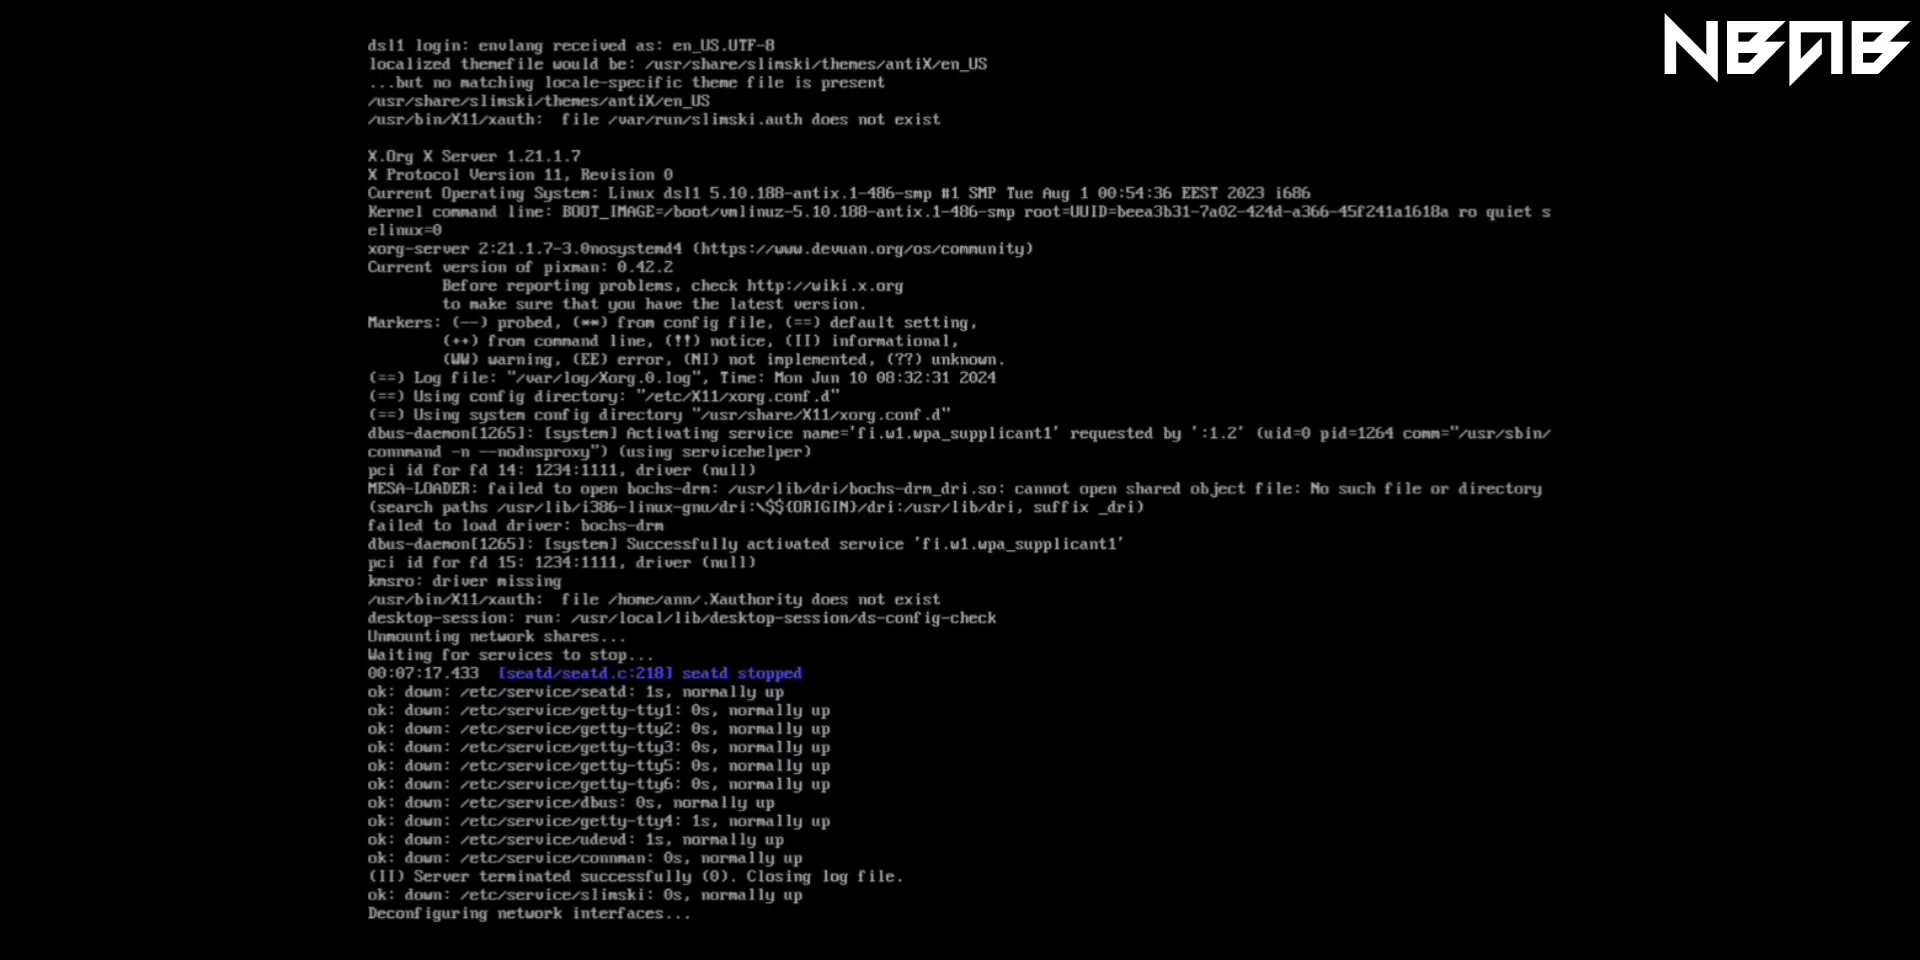 NBAB
dsl1 login: envlang received as: en_US.UTF-8
localized themefile would be: /usr/share/slimski/themes/antiX/en_US
...but no matching locale-specific theme file is present
/usr/share/slimski/themes/antiX/en_US
/usr/bin/X11/xauth:  file /var/run/slimski.auth does not exist
X.Org X Server 1.21.1.7
X Protocol Version 11, Revision 0
Current Operating System: Linux dsl1 5.10.188-antix.1-486-smp #1 SMP Tue Aug 1 00:54:36 EEST 2023 i686
Kernel command line: BOOT_IMAGE=/boot/vmlinuz-5.10.188-antix.1-486-smp root=UUID=beea3b31-7a02-424d-a366-45f241a1618a ro quiet s
elinux=0
xorg-server 2:21.1.7-3.0nosystemd4 (https://www.devuan.org/os/community)
Current version of pixman: 0.42.2
        Before reporting problems, check http://wiki.x.org
        to make sure that you have the latest version.
Markers: (--) probed, (**) from config file, (==) default setting,
        (++) from command line, (!!) notice, (II) informational,
        (WW) warning, (EE) error, (NI) not implemented, (??) unknown.
(==) Log file: "/var/log/Xorg.0.log", Time: Mon Jun 10 08:32:31 2024
(==) Using config directory: "/etc/X11/xorg.conf.d"
(==) Using system config directory "/usr/share/X11/xorg.conf.d"
dbus-daemon[1265]: [system] Activating service name='fi.w1.wpa_supplicant1' requested by ':1.2' (uid=0 pid=1264 comm="/usr/sbin/
connmand -n --nodnsproxy") (using servicehelper)
pci id for fd 14: 1234:1111, driver (null)
MESA-LOADER: failed to open bochs-drm: /usr/lib/dri/bochs-drm_dri.so: cannot open shared object file: No such file or directory
(search paths /usr/lib/i386-linux-gnu/dri:\$${ORIGIN}/dri:/usr/lib/dri, suffix _dri)
failed to load driver: bochs-drm
dbus-daemon[1265]: [system] Successfully activated service 'fi.w1.wpa_supplicant1'
pci id for fd 15: 1234:1111, driver (null)
kmsro: driver missing
/usr/bin/X11/xauth:  file /home/ann/.Xauthority does not exist
desktop-session: run: /usr/local/lib/desktop-session/ds-config-check
Unmounting network shares...
Waiting for services to stop...
00:07:17.433  [seatd/seatd.c:218] seatd stopped
ok: down: /etc/service/seatd: 1s, normally up
ok: down: /etc/service/getty-tty1: 0s, normally up
ok: down: /etc/service/getty-tty2: 0s, normally up
ok: down: /etc/service/getty-tty3: 0s, normally up
ok: down: /etc/service/getty-tty5: 0s, normally up
ok: down: /etc/service/getty-tty6: 0s, normally up
ok: down: /etc/service/dbus: 0s, normally up
ok: down: /etc/service/getty-tty4: 1s, normally up
ok: down: /etc/service/udevd: 1s, normally up
ok: down: /etc/service/connman: 0s, normally up
(II) Server terminated successfully (0). Closing log file.
ok: down: /etc/service/slimski: 0s, normally up
Deconfiguring network interfaces...